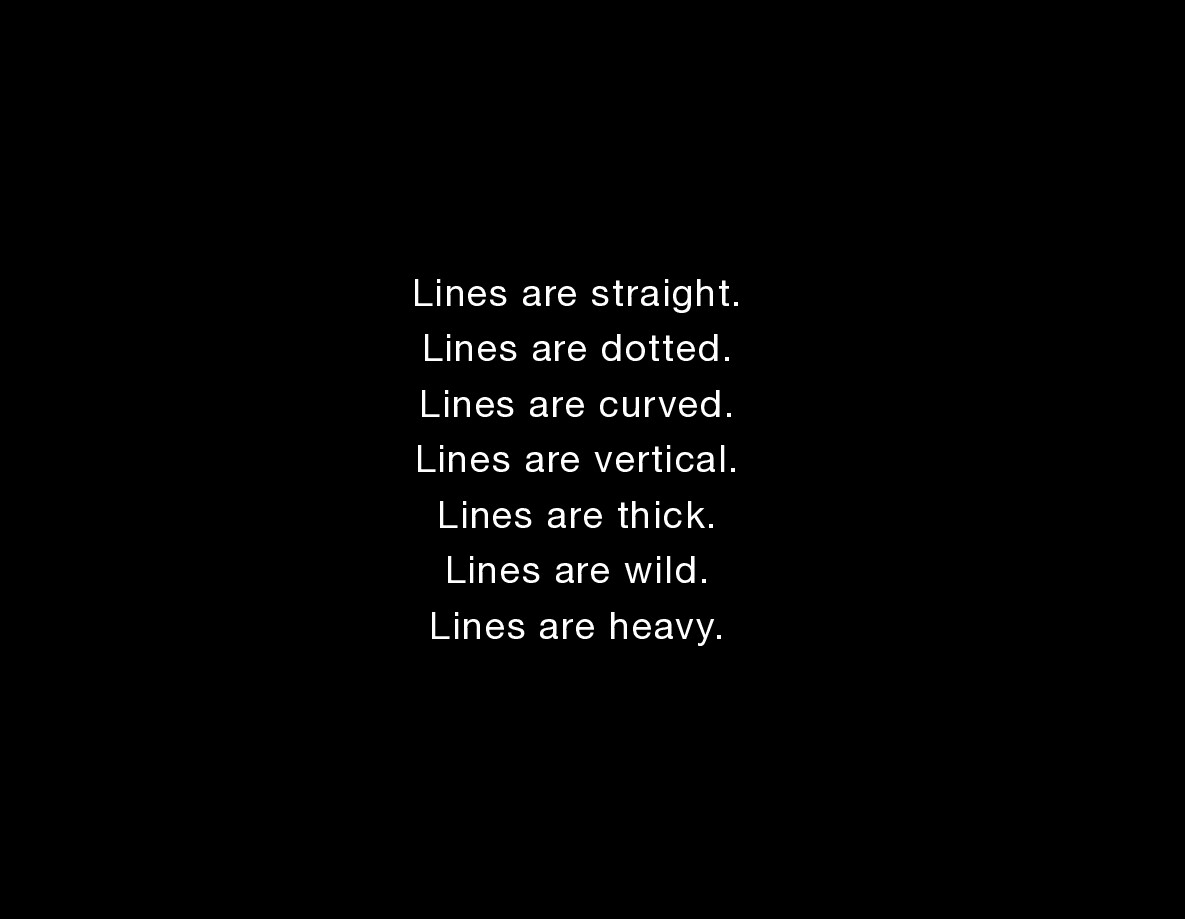 Lines are straight.
Lines are dotted.
Lines are curved.
Lines are vertical.
Lines are thick.
Lines are wild.
Lines are heavy.